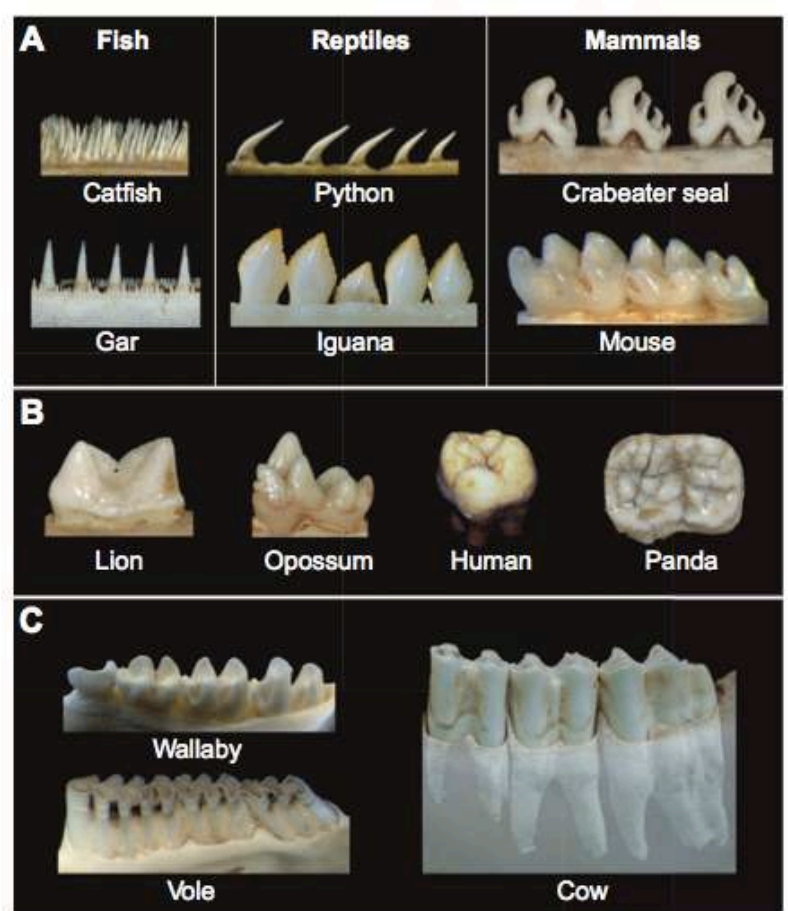 A
Fish
Reptiles
Mammals
Catfish
Python
Crabeater seal
Gar
Iguana
Mouse
B
Lion
Opossum
Human
Panda
C
Wallaby
Vole
Cow